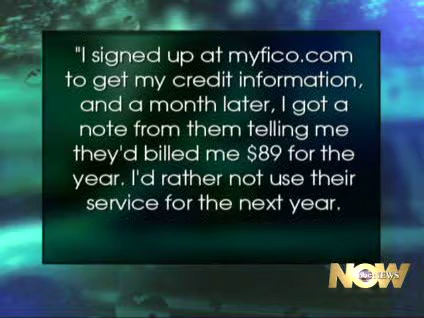 "I signed up at myfico.com
to get my credit information,
and a month later, I got a
note from them telling me
they'd billed me $89 for the
year. I'd rather not use their
service for the next year.
NOW
abc NEWS